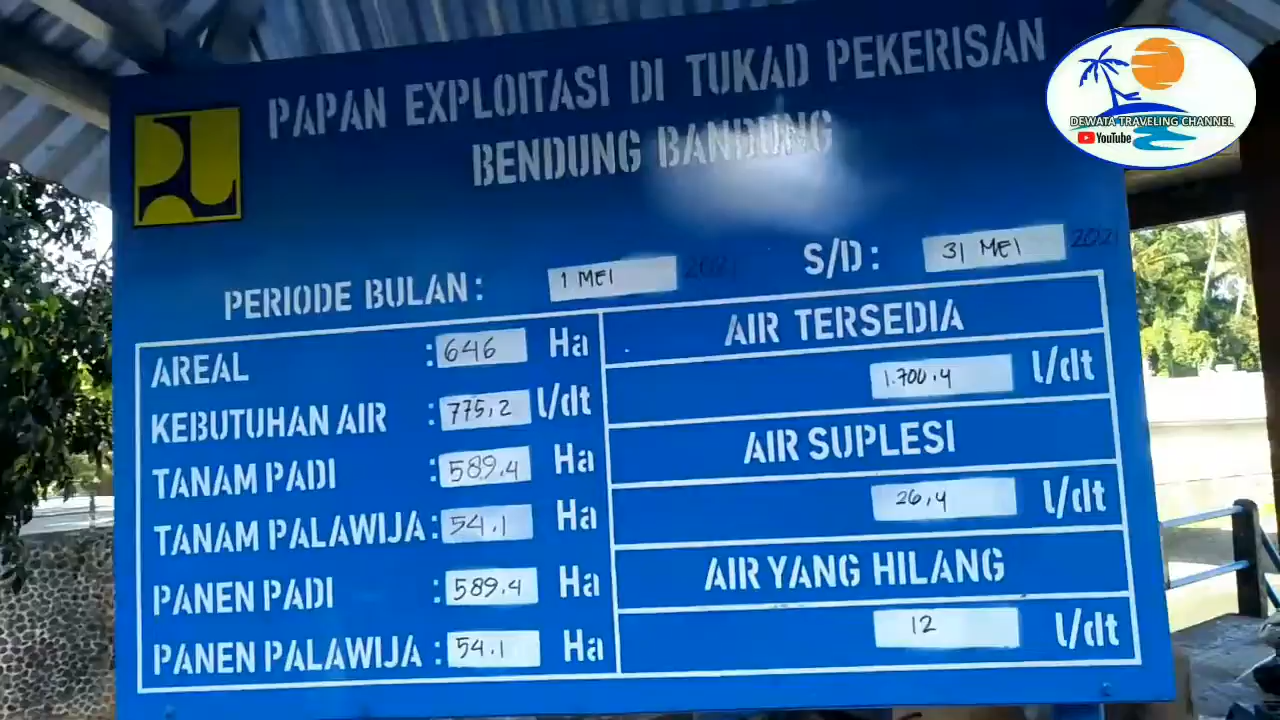 PAPAN EXPLOITASI DI TUKAD PEKERISAN
BENDUNG BANDUNG
PERIODE BULAN : 1 MEI 2021 S/D : 31 MEI 2021
AREAL : 646 Ha
KEBUTUHAN AIR : 775,2 l/dt
TANAM PADI : 589.4 Ha
TANAM PALAWIJA : 54.1 Ha
PANEN PADI : 589.4 Ha
PANEN PALAWIJA : 54.1 Ha
AIR TERSEDIA
1.700,4 l/dt
AIR SUPLESI
26,4 l/dt
AIR YANG HILANG
12 l/dt
DEWATA TRAVELING CHANNEL
YouTube